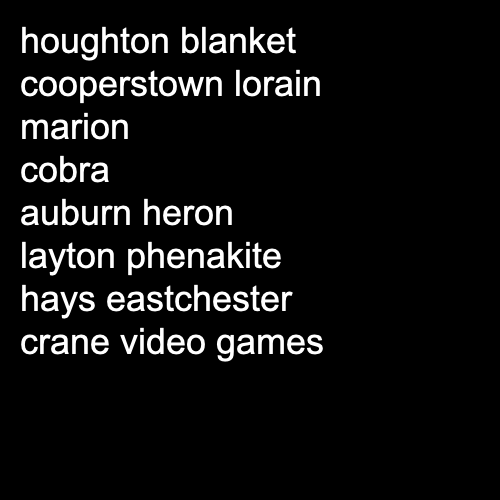 houghton blanket
cooperstown lorain
marion
cobra
auburn heron
layton phenakite
hays eastchester
crane video games